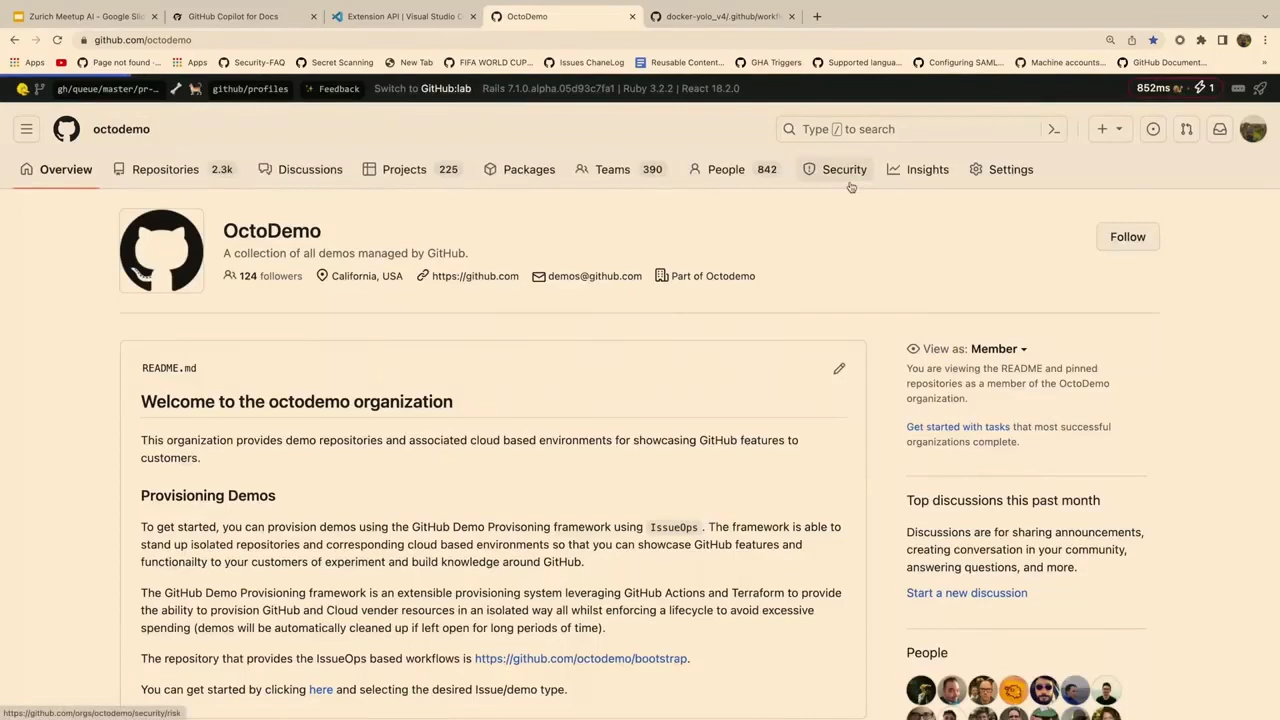 Zurich Meetup AI - Google Slid
GitHub Copilot for Docs
Extension API | Visual Studio C
OctoDemo
docker-yolo_v4/.github/workfl
github.com/octodemo
Apps
Page not found ·...
Apps
Security-FAQ
Secret Scanning
New Tab
FIFA WORLD CUP...
Issues ChaneLog
Reusable Content...
GHA Triggers
Supported langua...
Configuring SAML...
Machine accounts...
GitHub Document...
»
gh/queue/master/pr-…
github/profiles
Feedback
Switch to GitHub:lab
Rails 7.1.0.alpha.05d93c7fa1 | Ruby 3.2.2 | React 18.2.0
852ms
1
octodemo
Type / to search
Overview
Repositories 2.3k
Discussions
Projects 225
Packages
Teams 390
People 842
Security
Insights
Settings
OctoDemo
A collection of all demos managed by GitHub.
124 followers
California, USA
https://github.com
demos@github.com
Part of Octodemo
Follow
README.md
Welcome to the octodemo organization
This organization provides demo repositories and associated cloud based environments for showcasing GitHub features to
customers.
Provisioning Demos
To get started, you can provision demos using the GitHub Demo Provisoning framework using IssueOps. The framework is able to
stand up isolated repositories and corresponding cloud based environments so that you can showcase GitHub features and
functionailty to your customers of experiment and build knowledge around GitHub.
The GitHub Demo Provisioning framework is an extensible provisioning system leveraging GitHub Actions and Terraform to provide
the ability to provision GitHub and Cloud vender resources in an isolated way all whilst enforcing a lifecycle to avoid excessive
spending (demos will be automatically cleaned up if left open for long periods of time).
The repository that provides the IssueOps based workflows is https://github.com/octodemo/bootstrap.
You can get started by clicking here and selecting the desired Issue/demo type.
View as: Member
You are viewing the README and pinned
repositories as a member of the OctoDemo
organization.
Get started with tasks that most successful
organizations complete.
Top discussions this past month
Discussions are for sharing announcements,
creating conversation in your community,
answering questions, and more.
Start a new discussion
People
https://github.com/orgs/octodemo/security/risk